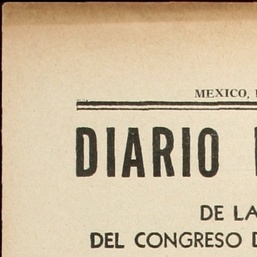 MEXICO,
DIARIO
DE LA
DEL CONGRESO